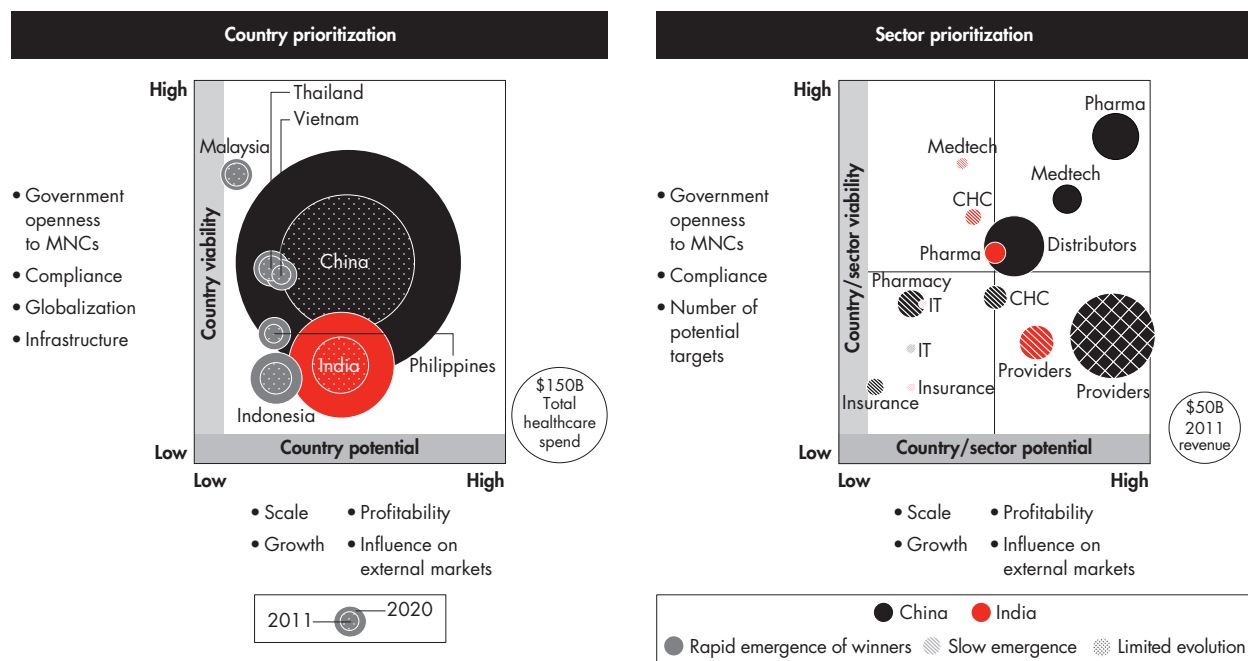 Country prioritization
High
Thailand
Vietnam
Malaysia
• Government
openness
to MNCs
• Compliance
• Globalization
• Infrastructure
Country viability
China
India
Philippines
Indonesia
$150B
Total
healthcare
spend
Country potential
Low
Low
High
• Scale
• Profitability
• Growth
• Influence on
external markets
2011
2020
Sector prioritization
High
Pharma
Medtech
Medtech
CHC
• Government
openness
to MNCs
• Compliance
• Number of
potential
targets
Country/sector viability
Pharma
Distributors
Pharmacy
IT
CHC
IT
Providers
Providers
Insurance
Insurance
$50B
2011
revenue
Country/sector potential
Low
Low
High
• Scale
• Profitability
• Growth
• Influence on
external markets
China
India
Rapid emergence of winners
Slow emergence
Limited evolution